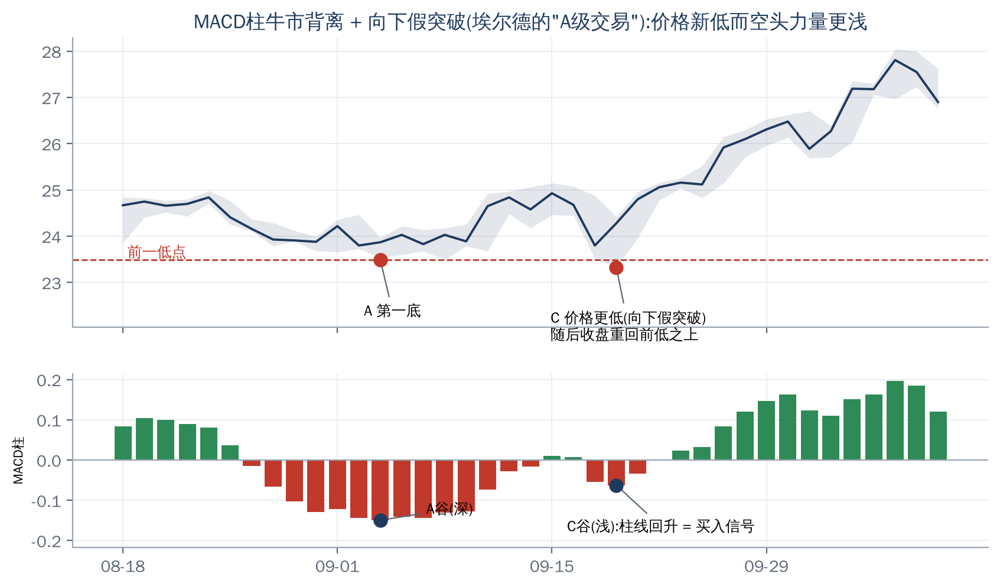 MACD柱牛市背离 + 向下假突破(埃尔德的"A级交易"):价格新低而空头力量更浅
28
27
26
25
24
23
前一低点
A 第一底
C 价格更低(向下假突破)
随后收盘重回前低之上
MACD柱
0.2
0.1
0.0
-0.1
-0.2
A谷(深)
C谷(浅):柱线回升 = 买入信号
08-18
09-01
09-15
09-29